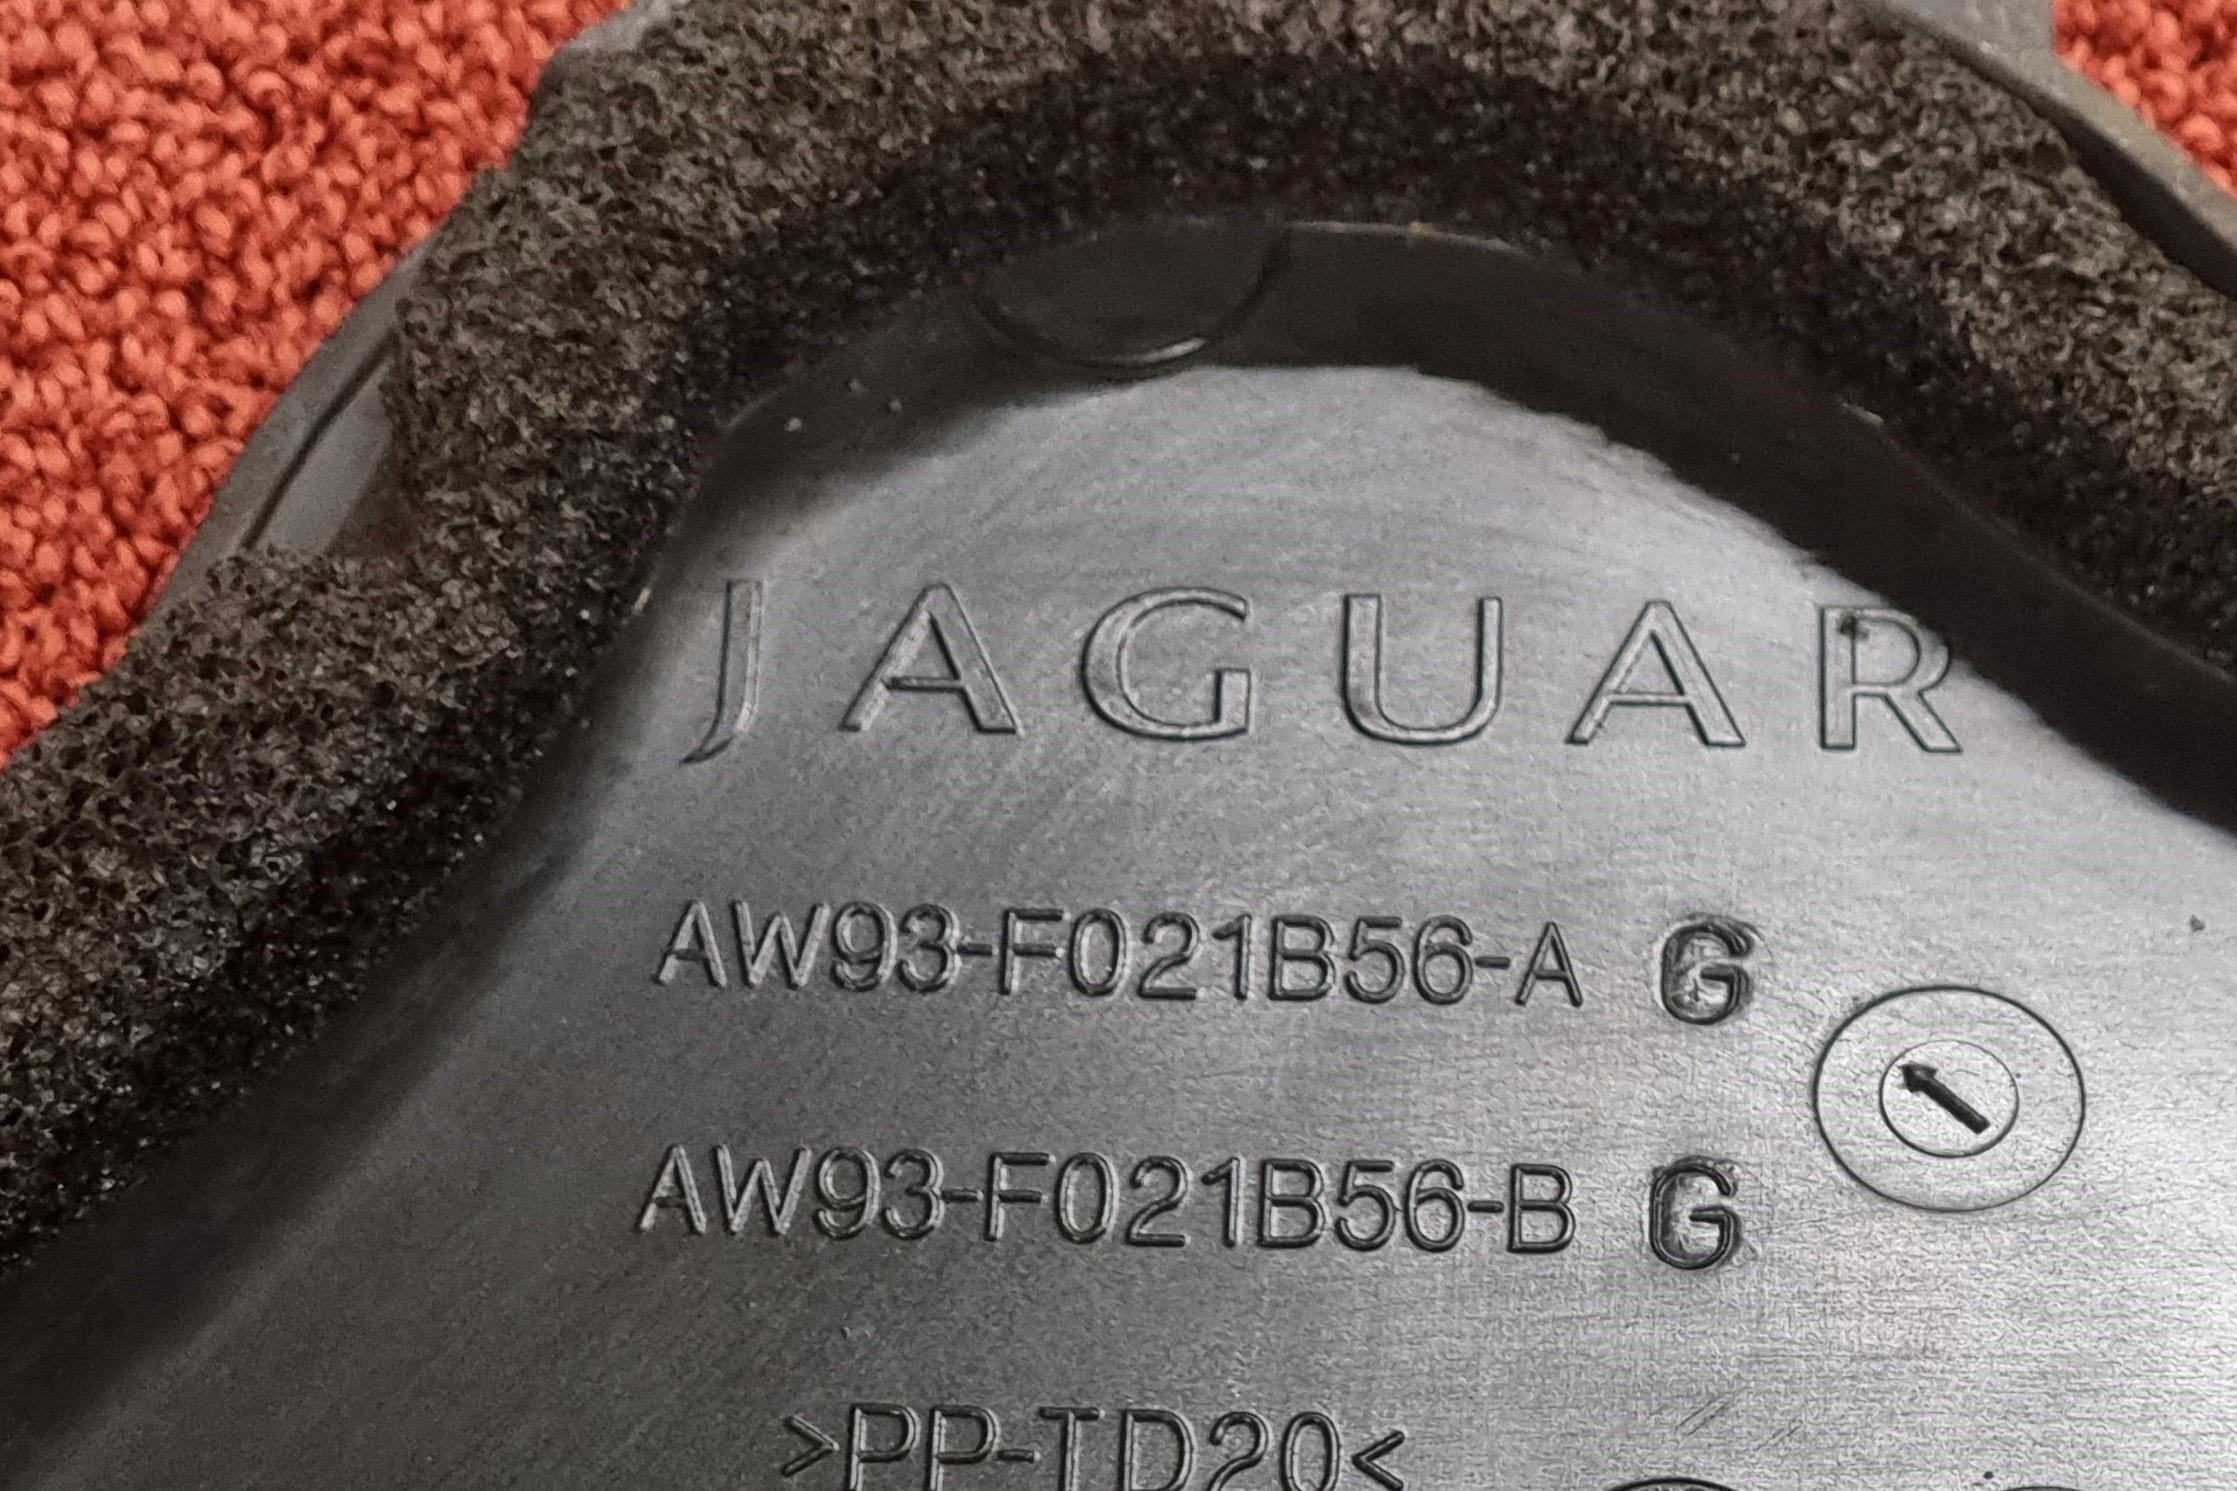 JAGUAR
AW93-F021B56-A G
AW93-F021B56-B G
>PP-TD20<